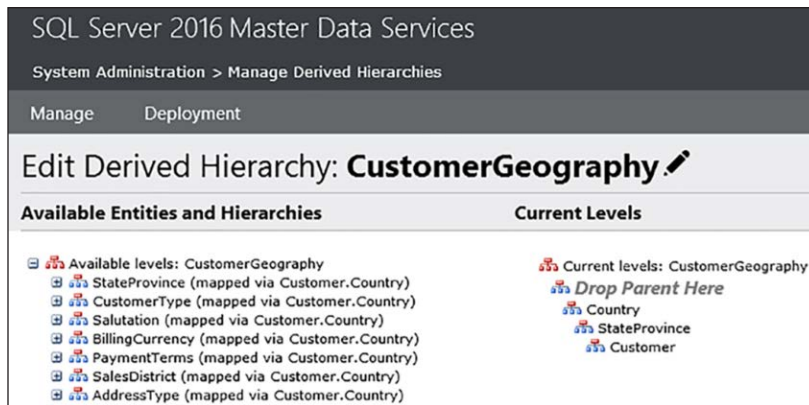 SQL Server 2016 Master Data Services
System Administration > Manage Derived Hierarchies
Manage Deployment
Edit Derived Hierarchy: CustomerGeography
Available Entities and Hierarchies
Available levels: CustomerGeography
StateProvince (mapped via Customer.Country)
CustomerType (mapped via Customer.Country)
Salutation (mapped via Customer.Country)
BillingCurrency (mapped via Customer.Country)
PaymentTerms (mapped via Customer.Country)
SalesDistrict (mapped via Customer.Country)
AddressType (mapped via Customer.Country)
Current Levels
Current levels: CustomerGeography
Drop Parent Here
Country
StateProvince
Customer